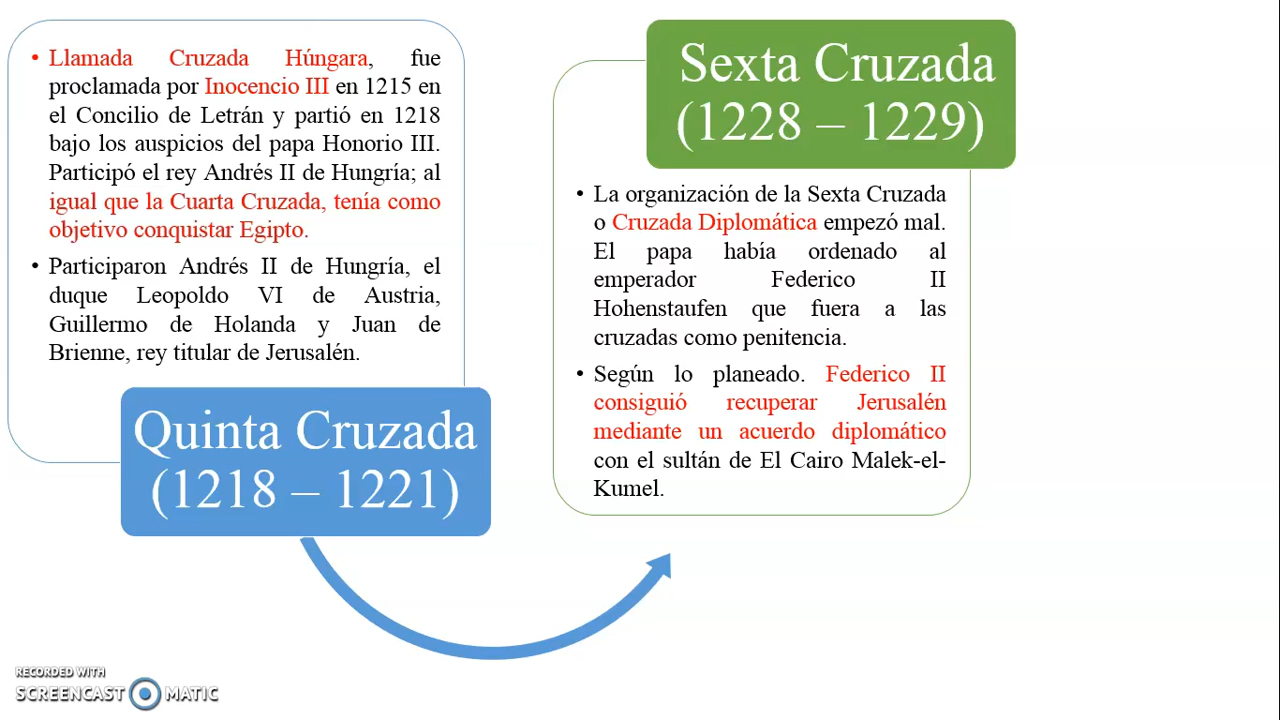 • Llamada Cruzada Húngara, fue
proclamada por Inocencio III en 1215 en
el Concilio de Letrán y partió en 1218
bajo los auspicios del papa Honorio III.
Participó el rey Andrés II de Hungría; al
igual que la Cuarta Cruzada, tenía como
objetivo conquistar Egipto.
• Participaron Andrés II de Hungría, el
duque Leopoldo VI de Austria,
Guillermo de Holanda y Juan de
Brienne, rey titular de Jerusalén.
Quinta Cruzada
(1218 – 1221)
Sexta Cruzada
(1228 – 1229)
• La organización de la Sexta Cruzada
o Cruzada Diplomática empezó mal.
El papa había ordenado al
emperador Federico II
Hohenstaufen que fuera a las
cruzadas como penitencia.
• Según lo planeado. Federico II
consiguió recuperar Jerusalén
mediante un acuerdo diplomático
con el sultán de El Cairo Malek-el-
Kumel.
RECORDED WITH
SCREENCAST MATIC